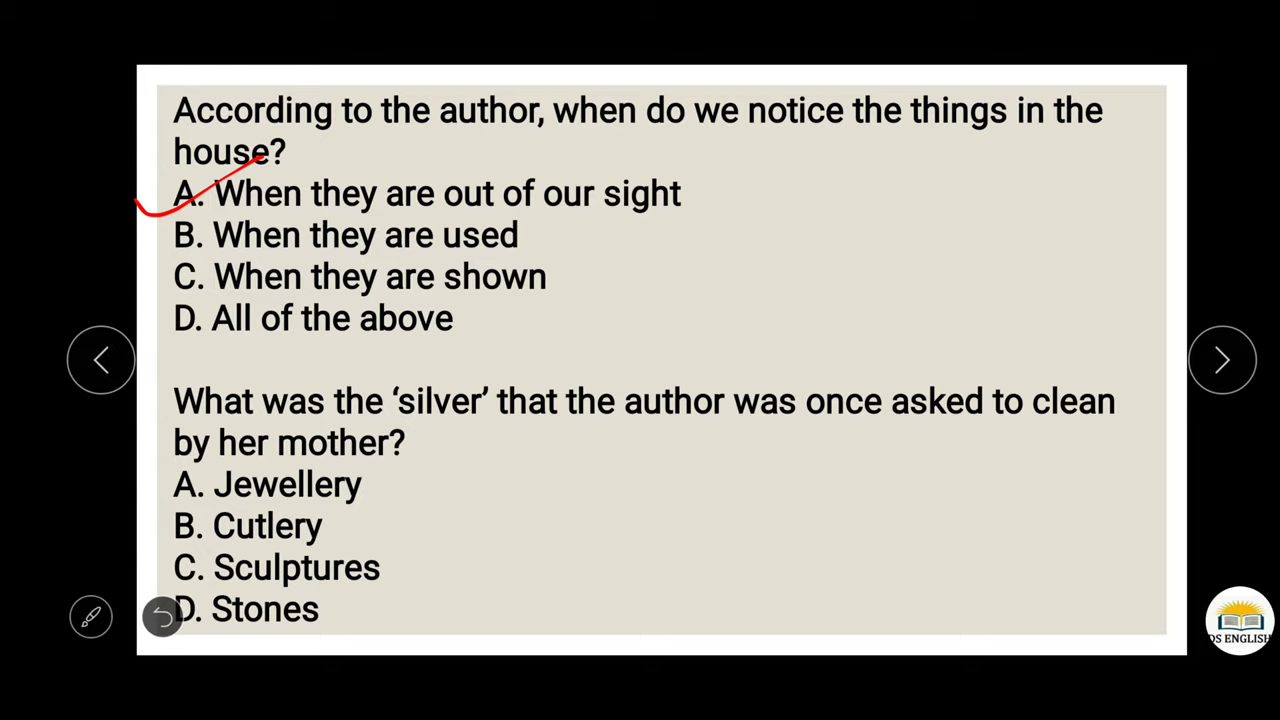 According to the author, when do we notice the things in the
house?
A. When they are out of our sight
B. When they are used
C. When they are shown
D. All of the above
What was the ‘silver’ that the author was once asked to clean
by her mother?
A. Jewellery
B. Cutlery
C. Sculptures
D. Stones
DS ENGLISH